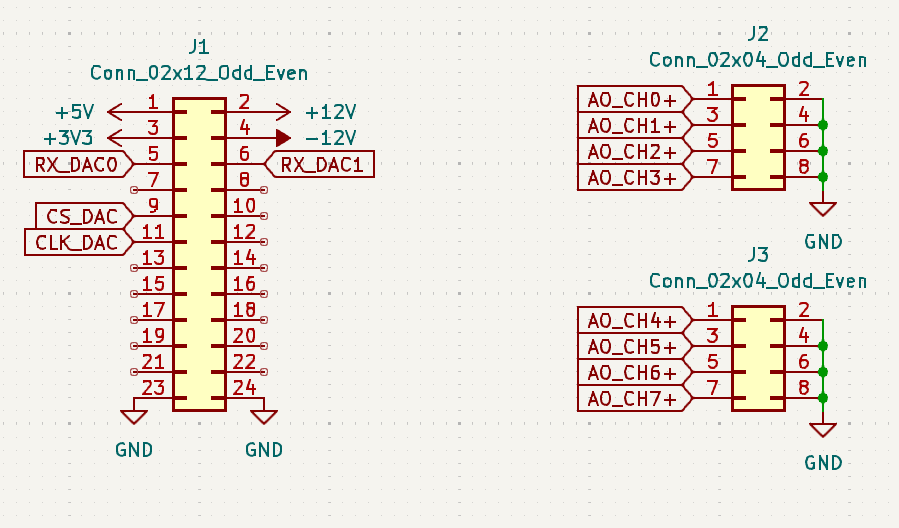 J1
Conn_02x12_Odd_Even
+5V 1 2 +12V
+3V3 3 4 -12V
RX_DAC0 5 6 RX_DAC1
7 8
CS_DAC 9 10
CLK_DAC 11 12
13 14
15 16
17 18
19 20
21 22
23 24
GND GND
J2
Conn_02x04_Odd_Even
AO_CH0+ 1 2
AO_CH1+ 3 4
AO_CH2+ 5 6
AO_CH3+ 7 8
GND
J3
Conn_02x04_Odd_Even
AO_CH4+ 1 2
AO_CH5+ 3 4
AO_CH6+ 5 6
AO_CH7+ 7 8
GND